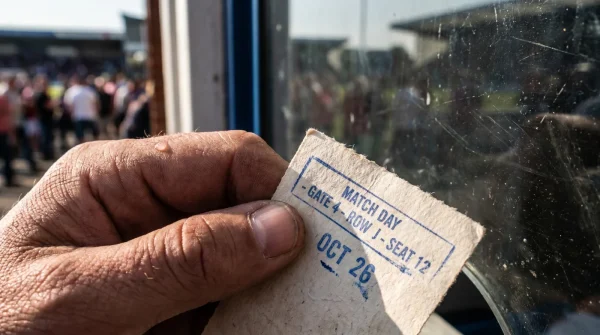 MATCH DAY
- GATE 4 - ROW J - SEAT 12
OCT 26